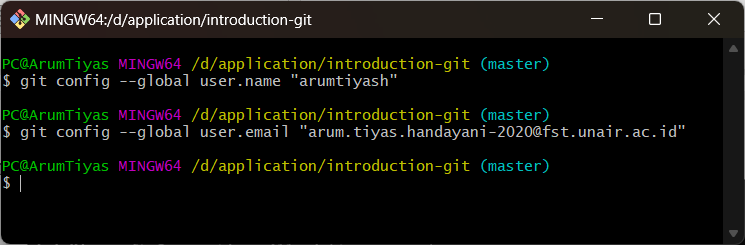 MINGW64:/d/application/introduction-git
PC@ArumTiyas MINGW64 /d/application/introduction-git (master)
$ git config --global user.name "arumtiyash"
PC@ArumTiyas MINGW64 /d/application/introduction-git (master)
$ git config --global user.email "arum.tiyas.handayani-2020@fst.unair.ac.id"
PC@ArumTiyas MINGW64 /d/application/introduction-git (master)
$